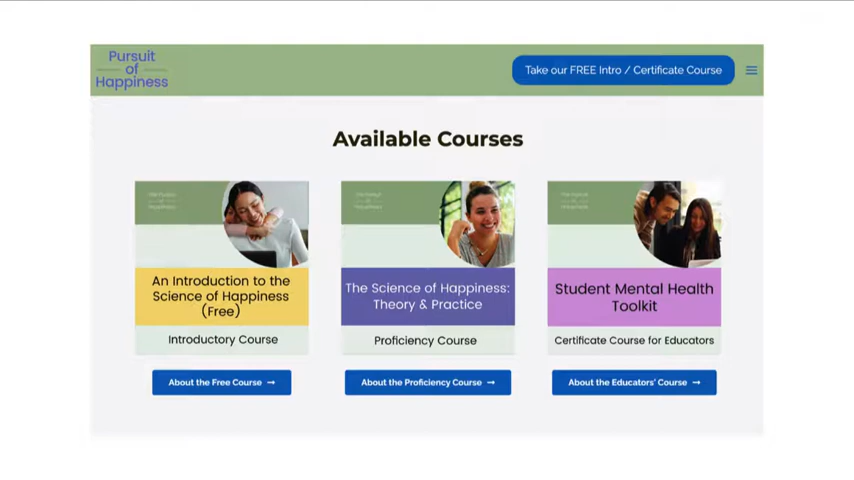 Pursuit
of
Happiness
Take our FREE Intro / Certificate Course
Available Courses
An Introduction to the
Science of Happiness
(Free)
Introductory Course
About the Free Course →
The Science of Happiness:
Theory & Practice
Proficiency Course
About the Proficiency Course →
Student Mental Health
Toolkit
Certificate Course for Educators
About the Educators' Course →